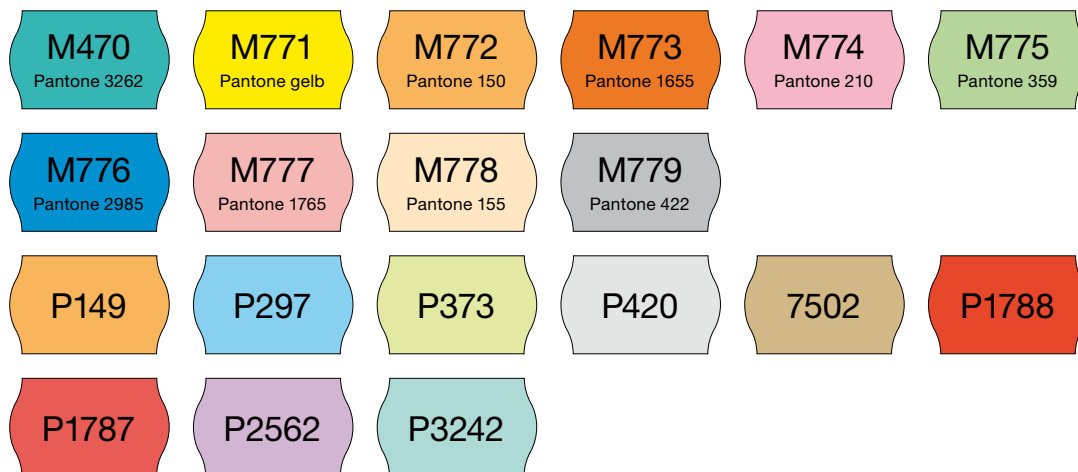 M470
Pantone 3262
M771
Pantone gelb
M772
Pantone 150
M773
Pantone 1655
M774
Pantone 210
M775
Pantone 359
M776
Pantone 2985
M777
Pantone 1765
M778
Pantone 155
M779
Pantone 422
P149
P297
P373
P420
7502
P1788
P1787
P2562
P3242